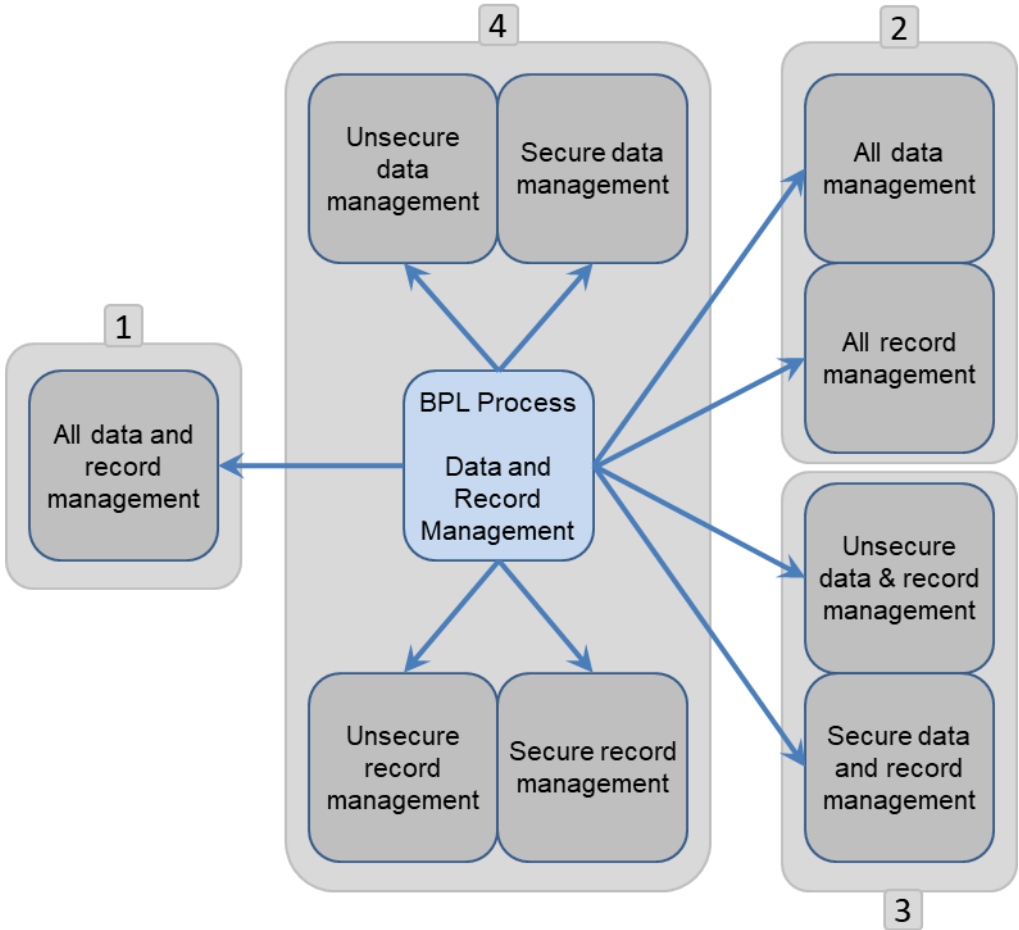 4
2
Unsecure
data
management
Secure data
management
All data
management
1
All data and
record
management
BPL Process
Data and
Record
Management
All record
management
Unsecure
data & record
management
Unsecure
record
management
Secure record
management
Secure data
and record
management
3